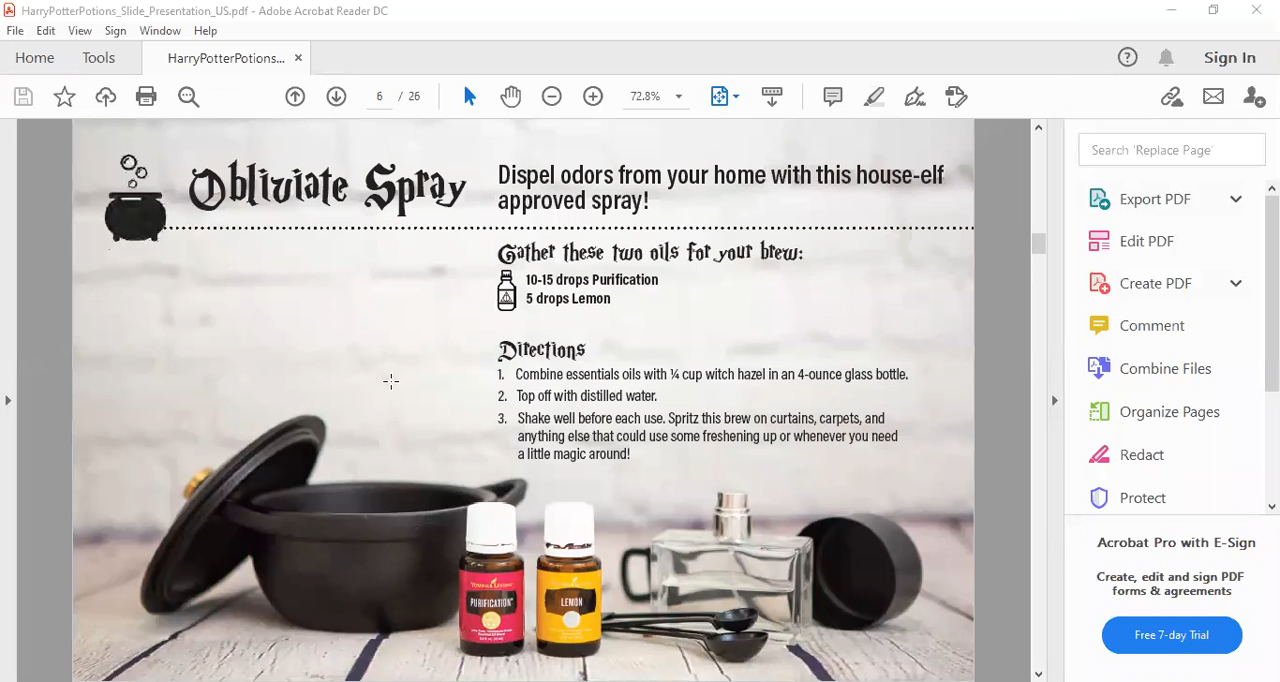 HarryPotterPotions_Slide_Presentation_US.pdf - Adobe Acrobat Reader DC
File Edit View Sign Window Help
Home Tools HarryPotterPotions... × Sign In
6 / 26 72.8%
Obliviate Spray
Dispel odors from your home with this house-elf
approved spray!
Gather these two oils for your brew:
10-15 drops Purification
5 drops Lemon
Directions
1. Combine essentials oils with ¼ cup witch hazel in an 4-ounce glass bottle.
2. Top off with distilled water.
3. Shake well before each use. Spritz this brew on curtains, carpets, and
anything else that could use some freshening up or whenever you need
a little magic around!
YOUNG LIVING
PURIFICATION
LEMON
Search 'Replace Page'
Export PDF
Edit PDF
Create PDF
Comment
Combine Files
Organize Pages
Redact
Protect
Acrobat Pro with E-Sign
Create, edit and sign PDF
forms & agreements
Free 7-day Trial